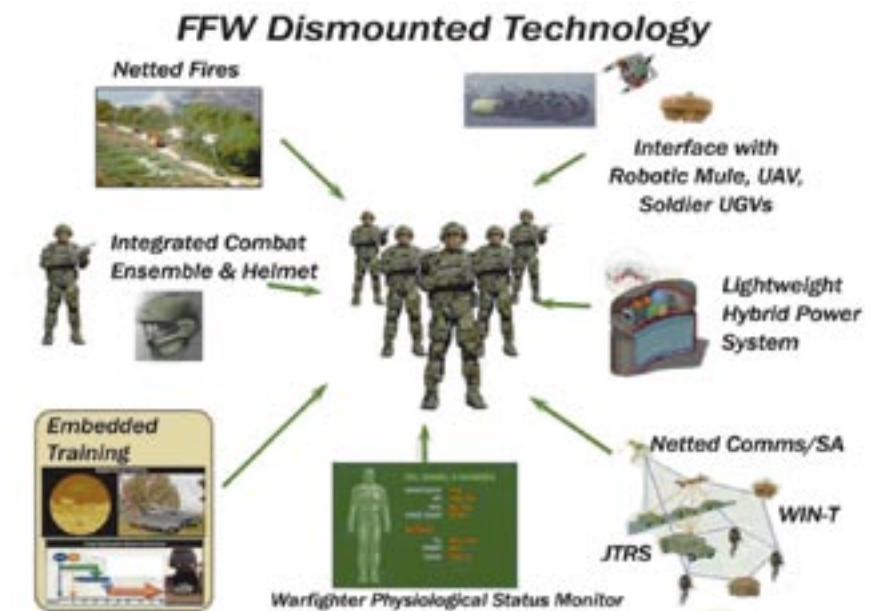 FFW Dismounted Technology
Netted Fires
Interface with
Robotic Mule, UAV,
Soldier UGVs
Integrated Combat
Ensemble & Helmet
Lightweight
Hybrid Power
System
Embedded
Training
Netted Comms/SA
WIN-T
JTRS
Warfighter Physiological Status Monitor